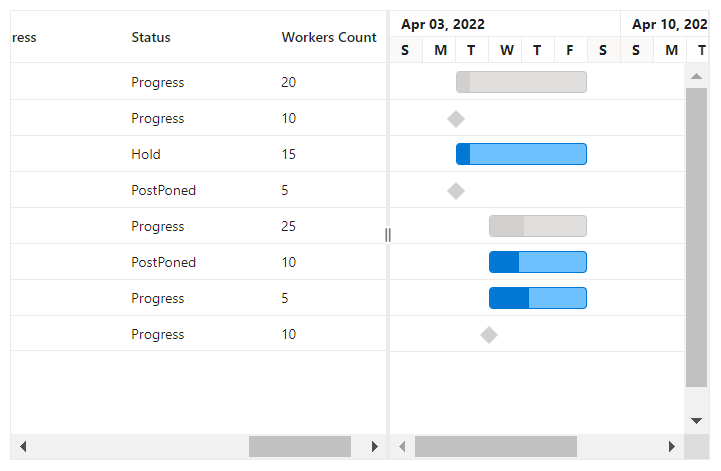 ress Status Workers Count Apr 03, 2022 Apr 10, 202
S M T W T F S S M T
Progress 20
Progress 10
Hold 15
PostPoned 5
Progress 25
PostPoned 10
Progress 5
Progress 10